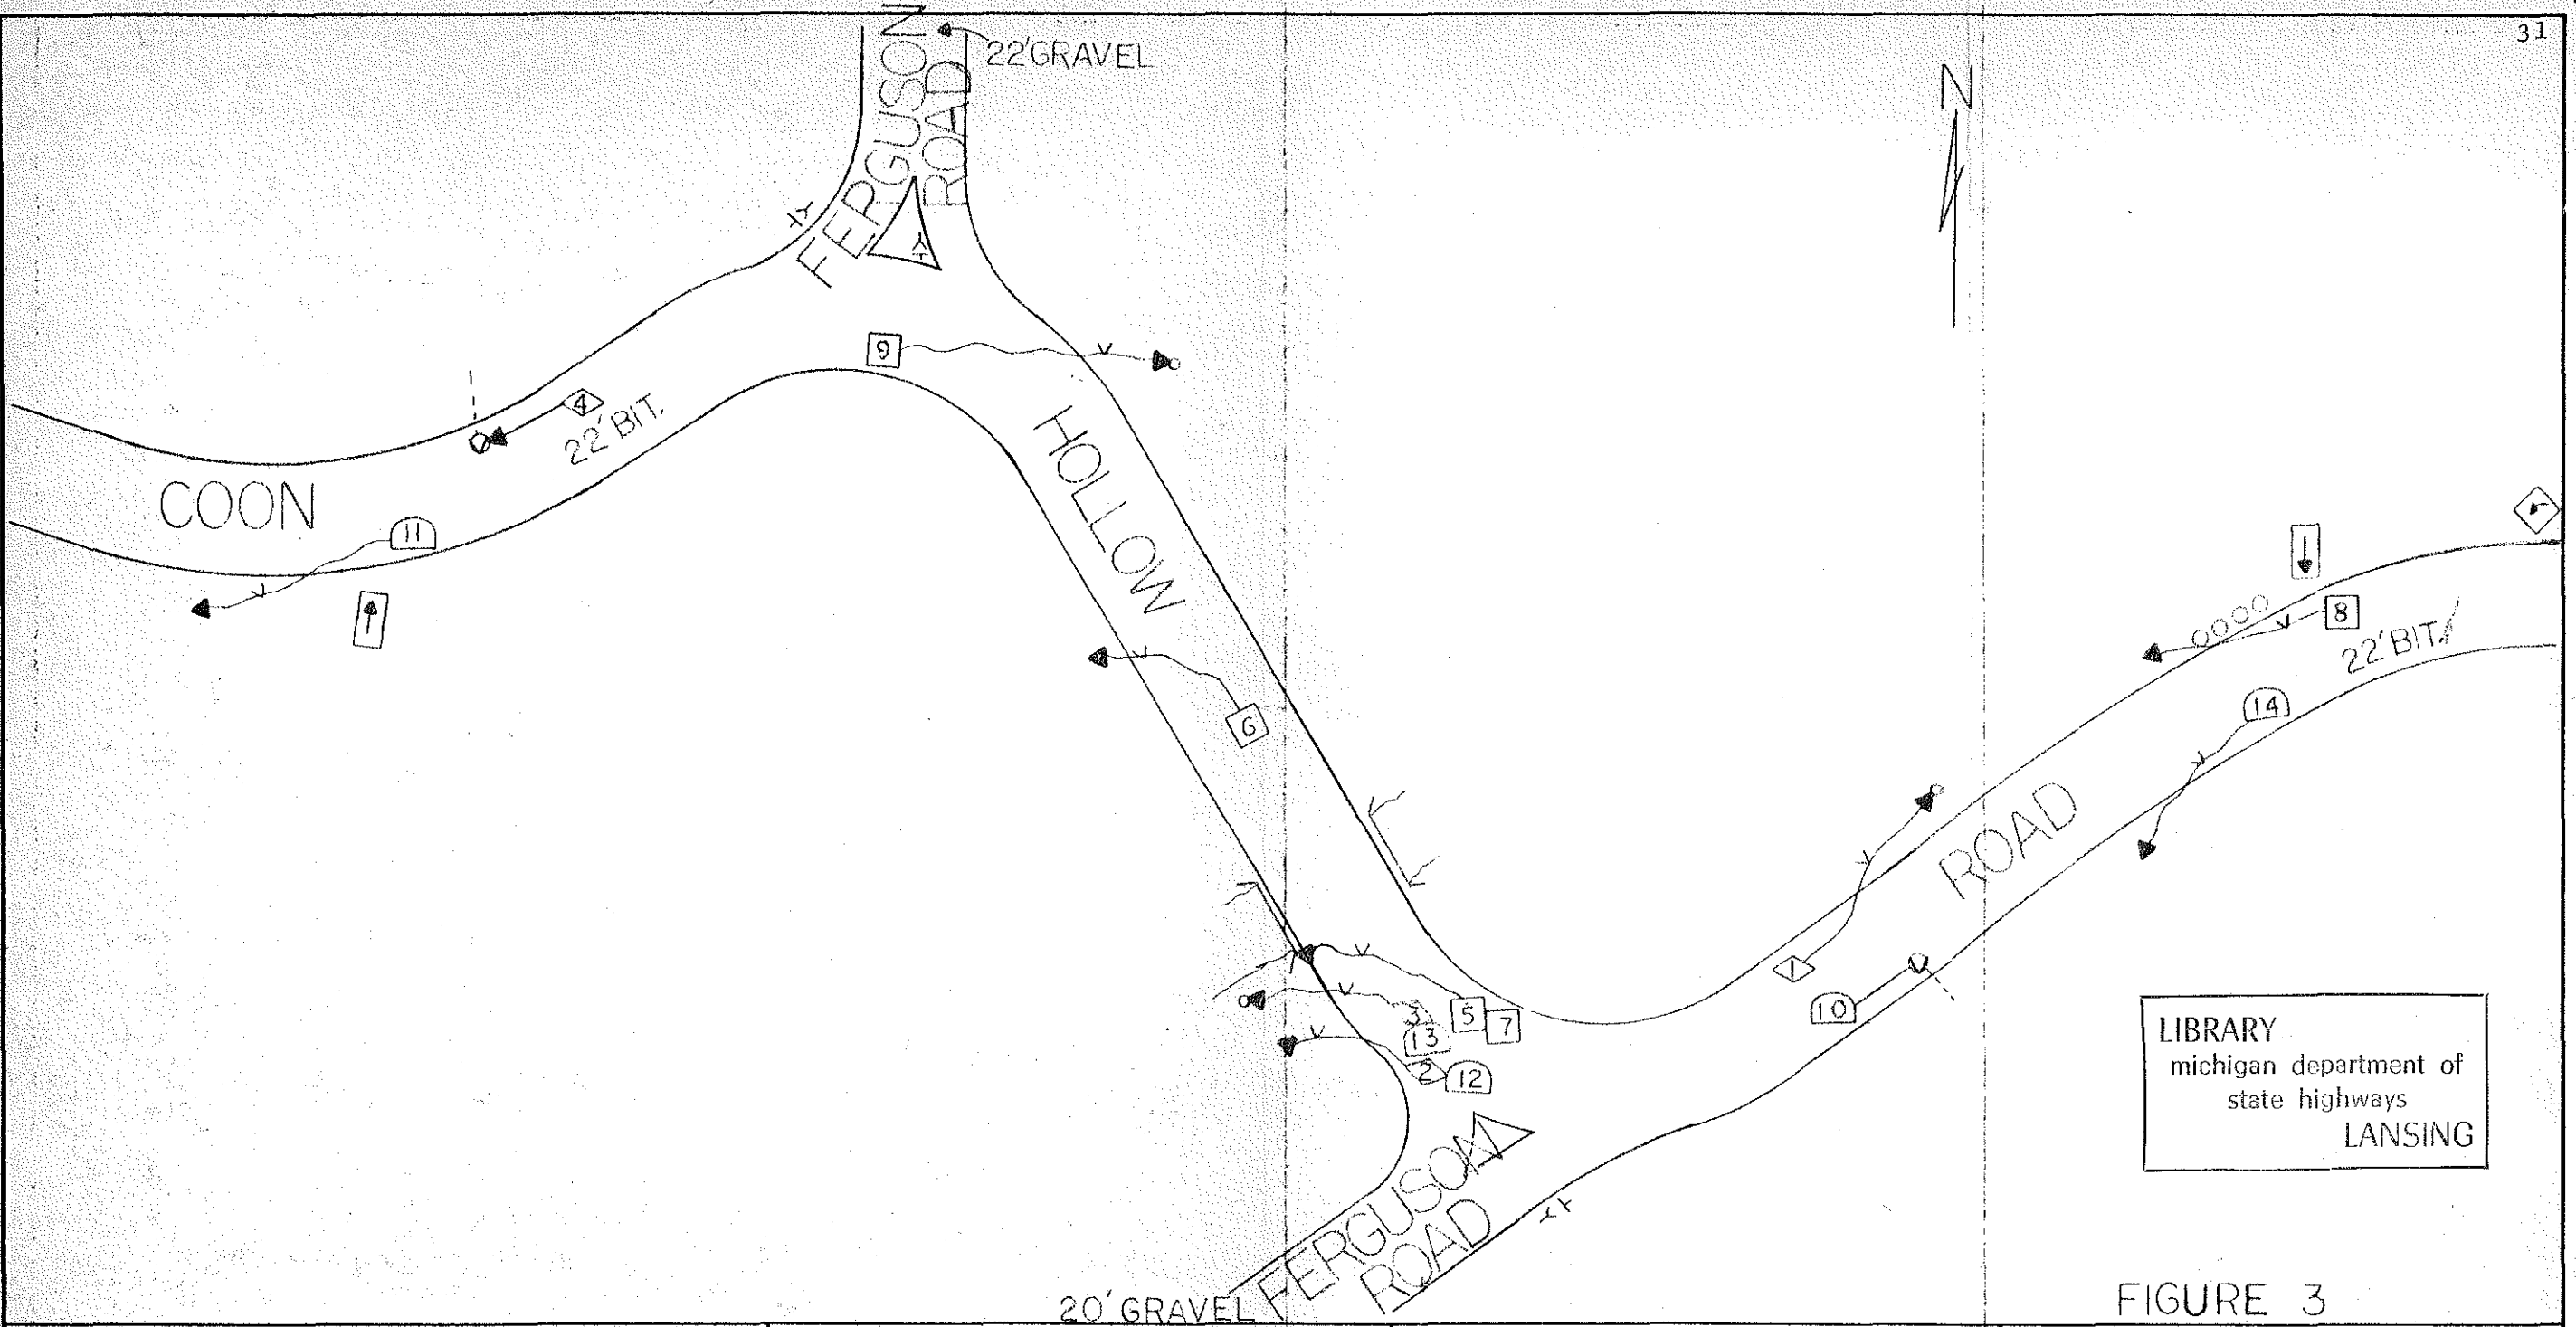 31
FERGUSON
ROAD
22'GRAVEL
N
9
4
22' BIT.
HOLLOW
COON
11
8
22' BIT.
6
14
ROAD
1
10
3
5
7
13
2
12
LIBRARY
michigan department of
state highways
LANSING
FERGUSON
ROAD
20' GRAVEL
FIGURE 3